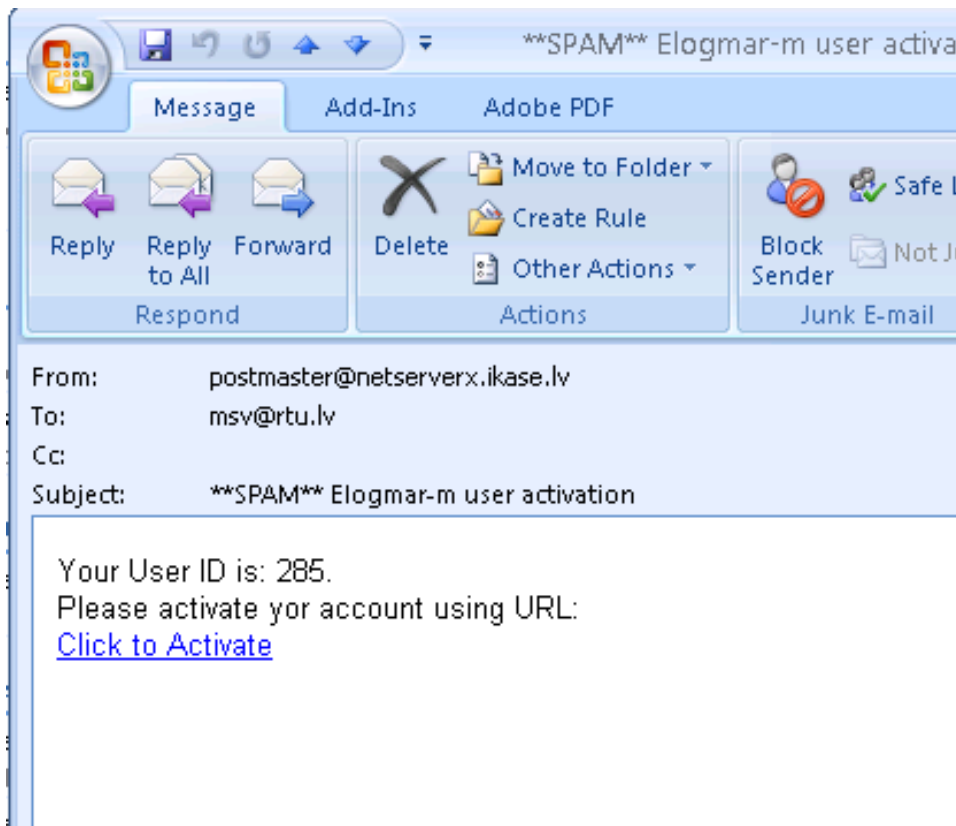 **SPAM** Elogmar-m user activa
Message Add-Ins Adobe PDF
Reply
Reply to All
Forward
Respond
Delete
Move to Folder
Create Rule
Other Actions
Actions
Block Sender
Safe L
Not Ju
Junk E-mail
From: postmaster@netserverx.ikase.lv
To: msv@rtu.lv
Cc:
Subject: **SPAM** Elogmar-m user activation
Your User ID is: 285.
Please activate yor account using URL:
Click to Activate